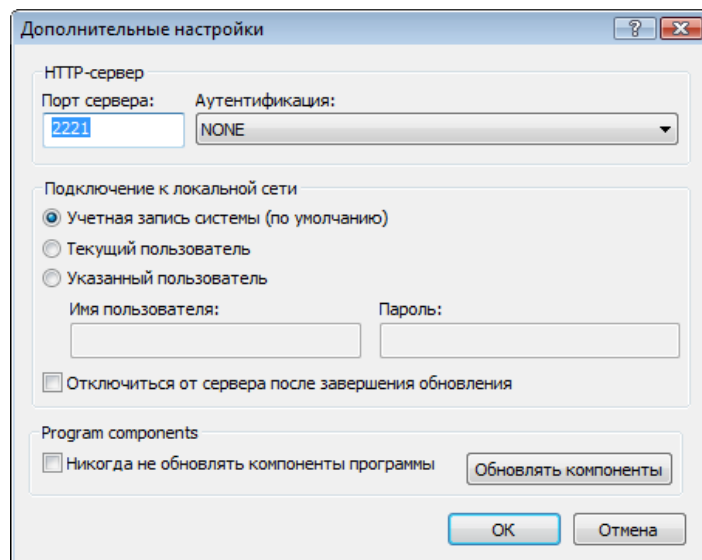 Дополнительные настройки
HTTP-сервер
Порт сервера: Аутентификация:
2221 NONE
Подключение к локальной сети
Учетная запись системы (по умолчанию)
Текущий пользователь
Указанный пользователь
Имя пользователя: Пароль:
Отключиться от сервера после завершения обновления
Program components
Никогда не обновлять компоненты программы Обновлять компоненты
OK Отмена